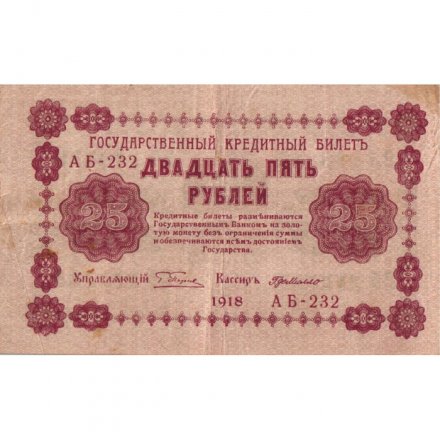 ГОСУДАРСТВЕННЫЙ КРЕДИТНЫЙ БИЛЕТЪ
АБ-232
ДВАДЦАТЬ ПЯТЬ
РУБЛЕЙ
25
25
Кредитные билеты размѣниваются
Государственнымъ Банкомъ на золо-
тую монету безъ ограниченія суммы
и обезпечиваются всѣмъ достояніемъ
Государства.
Управляющій
Кассиръ
1918
АБ-232